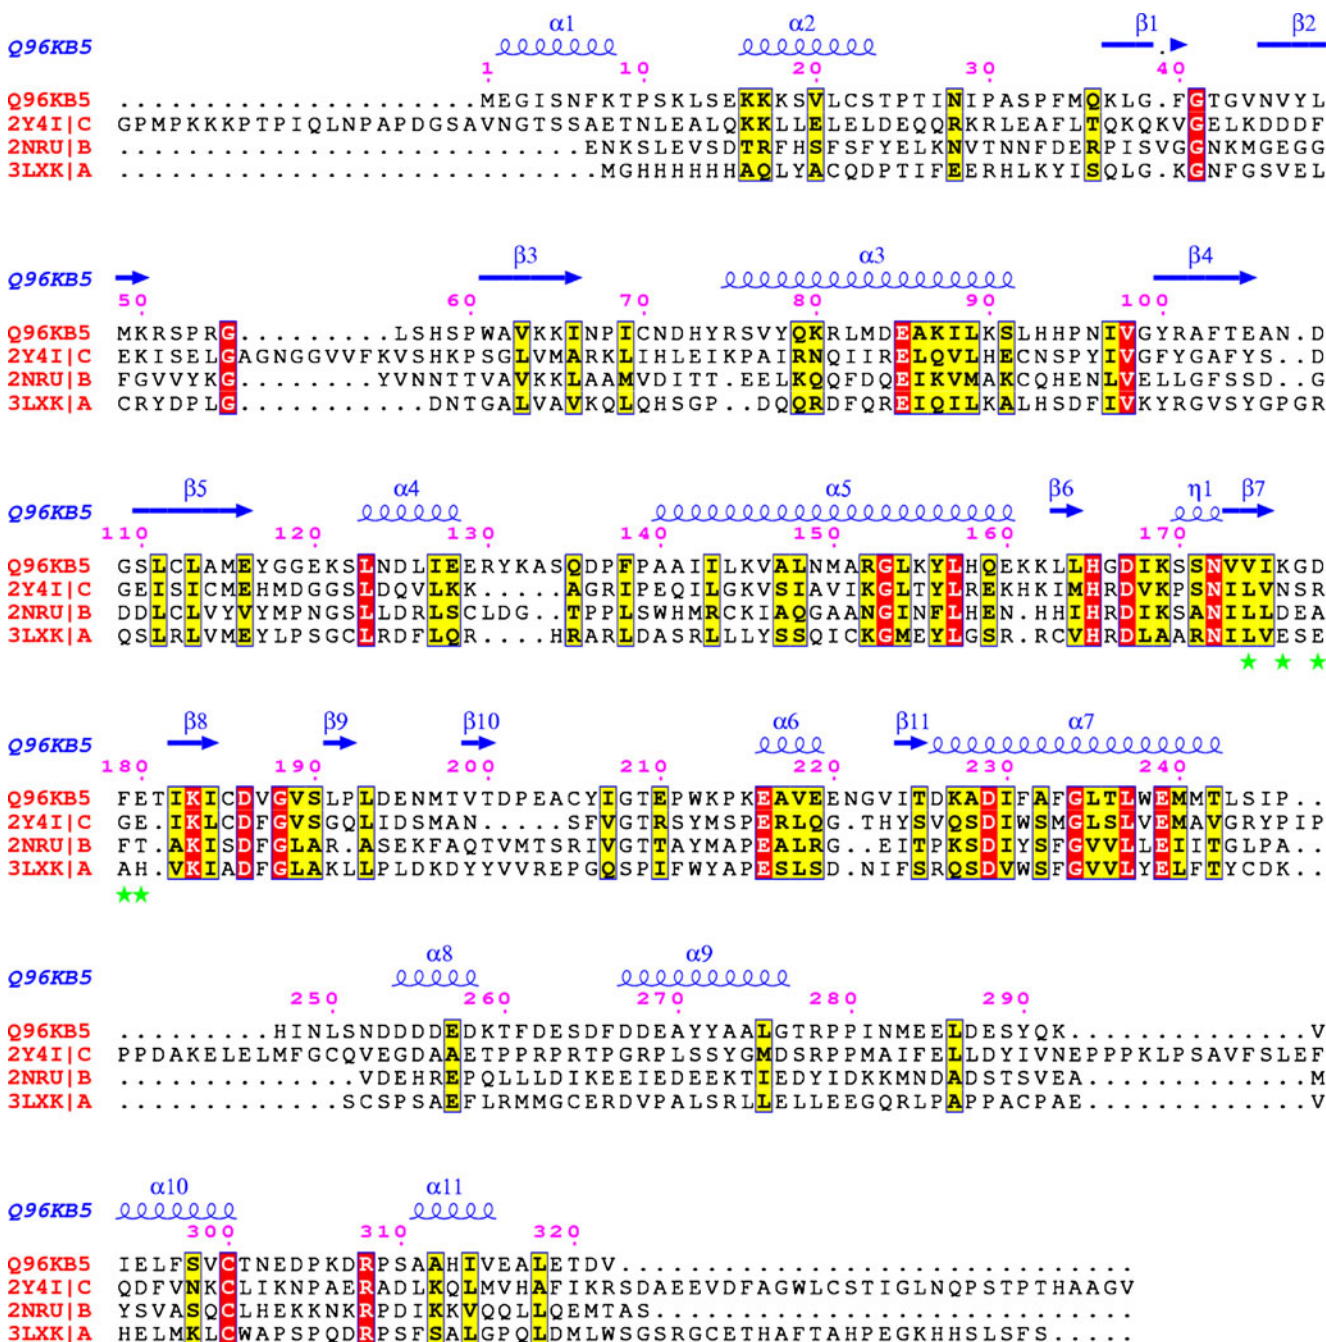 α1 α2 β1 β2
Q96KB5
1 10 20 30 40
Q96KB5 .....................MEGISNFKTPSKLSEKKKSVLCSTPTINIPASPFMQKLG.FGTGVNVYL
2Y4I|C GPMPKKKPTPIQLNPAPDGSAVNGTSSAETNLEALQKKLLELELDEQQRKRLEAFLTQKQKVGELKDDDF
2NRU|B ...........................ENKSLEVSDTRFHSFSFYELKNVTNNFDERPISVGGNKMGEGG
3LXK|A ............................MGHHHHHHAQLYACQDPTIFEERHLKYISQLG.KGNFGSVEL
β3 α3 β4
Q96KB5
50 60 70 80 90 100
Q96KB5 MKRSPRG.........LSHSPWAVKKINPICNDHYRSVYQKRLMDEAKILKSLHHPNIVGYRAFTEAN.D
2Y4I|C EKISELGAGNGGVVFKVSHKPSGLVMARKLIHLEIKPAIRNQIIRELQVLHECNSPYIVGFYGAFYS..D
2NRU|B FGVVYKG........YVNNTTVAVKKLAAMVDITT.EELKQQFDQEIKVMAKCQHENLVELLGFSSD..G
3LXK|A CRYDPLG...........DNTGALVAVKQLQHSGP..DQQRDFQREIQILKALHSDFIVKYRGVSYGPGR
β5 α4 α5 β6 η1 β7
Q96KB5
110 120 130 140 150 160 170
Q96KB5 GSLCLAMEYGGEKSLNDLIEERYKASQDPFPAAIILKVALNMARGLKYLHQEKKLLHGDIKSSNVVIKGD
2Y4I|C GEISICMEHMDGGSLDQVLKK.....AGRIPEQILGKVSIAVIKGLTYLREKHKIMHRDVKPSNILVNSR
2NRU|B DDLCLVYVYMPNGSLLDRLSCLDG..TPPLSWHMRCKIAQGAANGINFLHEN.HHIHRDIKSANILLDEA
3LXK|A QSLRLVMEYLPSGCLRDFLQR....HRARLDASRLLLYSSQICKGMEYLGSR.RCVHRDLAARNILVESE
β8 β9 β10 α6 β11 α7
Q96KB5
180 190 200 210 220 230 240
Q96KB5 FETIKICDVGVSLPLDENMTVTDPEACYIGTEPWKPKEAVEENGVITDKADIFAFGLTLWEMMTLSIP..
2Y4I|C GE.IKLCDFGVSGQLIDSMAN.....SFVGTRSYMSPERLQG.THYSVQSDIWSMGLSLVEMAVGRYPIP
2NRU|B FT.AKISDFGLAR.ASEKFAQTVMTSRIVGTTAYMAPEALRG..EITPKSDIYSFGVVLLEIITGLPA..
3LXK|A AH.VKIADFGLAKLLPLDKDYYVVREPGQSPIFWYAPESLSD.NIFSRQSDVWSFGVVLYELFTYCDK..
α8 α9
Q96KB5
250 260 270 280 290
Q96KB5 .........HINLSNDDDDEDKTFDESDFDDEAYYAALGTRPPINMEELDESYQK..............V
2Y4I|C PPDAKELELMFGCQVEGDAAETPPRPRTPGRPLSSYGMDSRPPMAIFELLDYIVNEPPPKLPSAVFSLEF
2NRU|B ..............VDEHREPQLLLDIKEEIEDEEKTIEDYIDKKMNDADSTSVEA.............M
3LXK|A .............SCSPSAEFLRMMGCERDVPALSRLLELLEEGQRLPAPPACPAE.............V
α10 α11
Q96KB5
300 310 320
Q96KB5 IELFSVCTNEDPKDRPSAAHIVEALETDV..............................
2Y4I|C QDFVNKCLIKNPAERADLKQLMVHAFIKRSDAEEVDFAGWLCSTIGLNQPSTPTHAAGV
2NRU|B YSVASQCLHEKKNKRPDIKKVQQLLQEMTAS............................
3LXK|A HELMKLCWAPSPQDRPSFSALGPQLDMLWSGSRGCETHAFTAHPEGKHHSLSFS.....